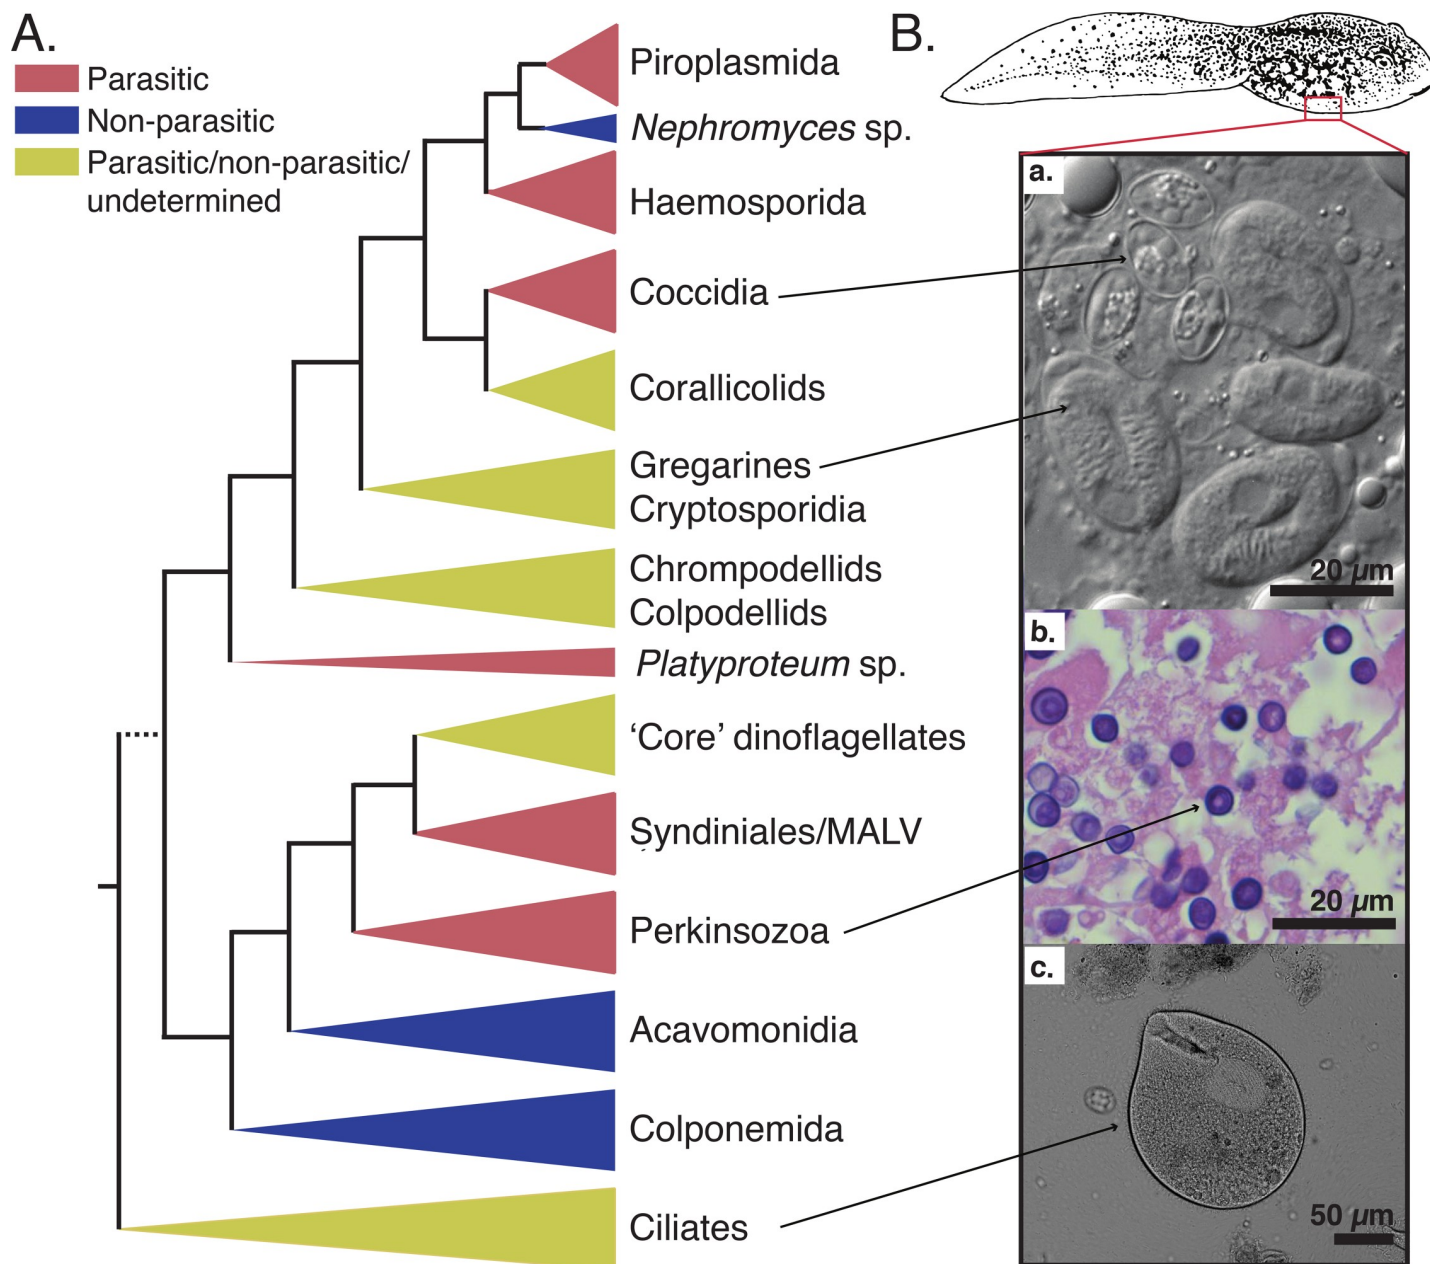 A.
Parasitic
Non-parasitic
Parasitic/non-parasitic/
undetermined
Piroplasmida
Nephromyces sp.
Haemosporida
Coccidia
Corallicolids
Gregarines
Cryptosporidia
Chrompodellids
Colpodellids
Platyproteum sp.
‘Core’ dinoflagellates
Syndiniales/MALV
Perkinsozoa
Acavomonidia
Colponemida
Ciliates
B.
a.
20 µm
b.
20 µm
c.
50 µm